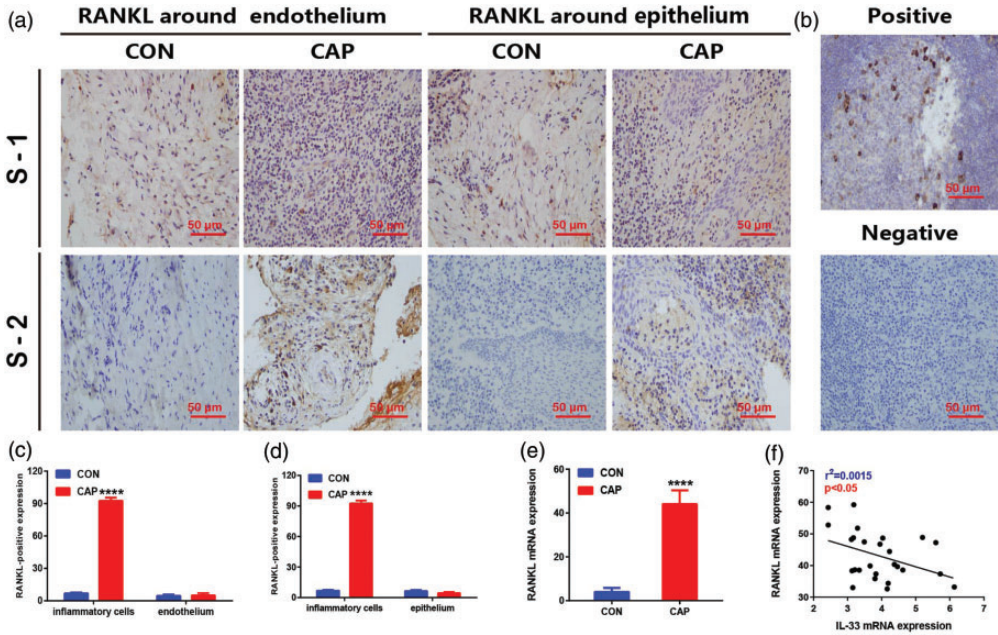 (a)
RANKL around endothelium
RANKL around epithelium
(b)
CON
CAP
CON
CAP
Positive
S - 1
50 μm
50 μm
50 μm
50 μm
50 μm
Negative
S - 2
50 μm
50 μm
50 μm
50 μm
50 μm
(c)
RANKL-positive expression
120
90
60
30
0
CON
CAP
****
inflammatory cells
endothelium
(d)
RANKL-positive expression
120
90
60
30
0
CON
CAP
****
inflammatory cells
epithelium
(e)
RANKL mRNA expression
60
40
20
0
CON
CAP
****
CON
CAP
(f)
RANKL mRNA expression
70
60
50
40
30
r²=0.0015
p<0.05
2
3
4
5
6
7
IL-33 mRNA expression